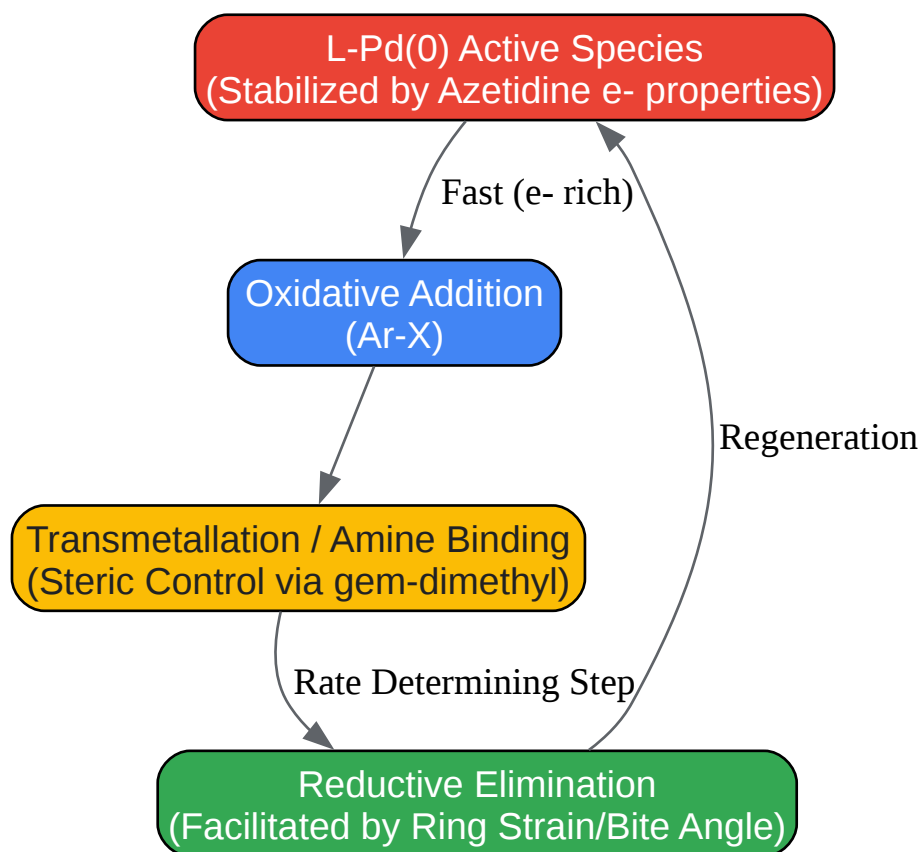 L-Pd(0) Active Species
(Stabilized by Azetidine e- properties)
Fast (e- rich)
Oxidative Addition
(Ar-X)
Regeneration
Transmetallation / Amine Binding
(Steric Control via gem-dimethyl)
Rate Determining Step
Reductive Elimination
(Facilitated by Ring Strain/Bite Angle)